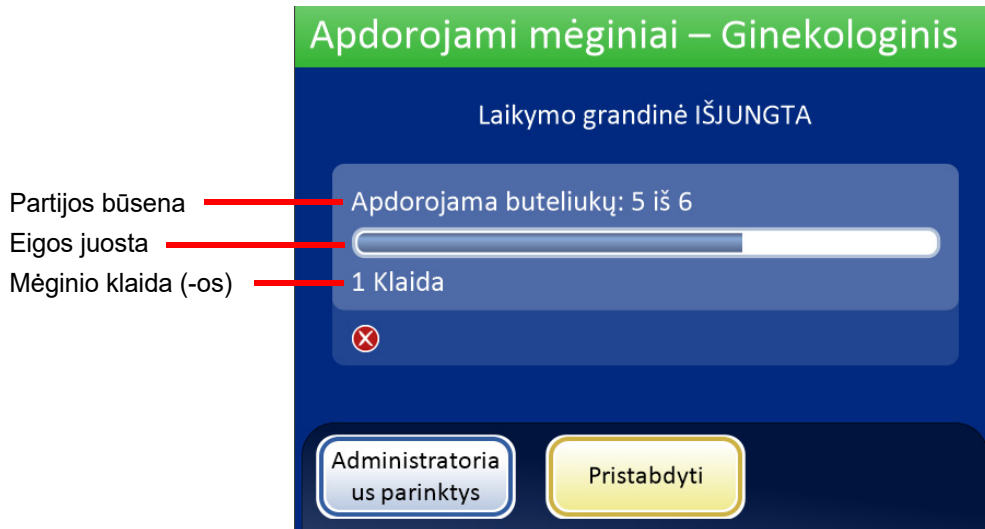 Apdorojami mėginiai – Ginekologinis
Laikymo grandinė IŠJUNGTA
Partijos būsena
Apdorojama buteliukų: 5 iš 6
Eigos juosta
Mėginio klaida (-os)
1 Klaida
Administratoria
us parinktys
Pristabdyti